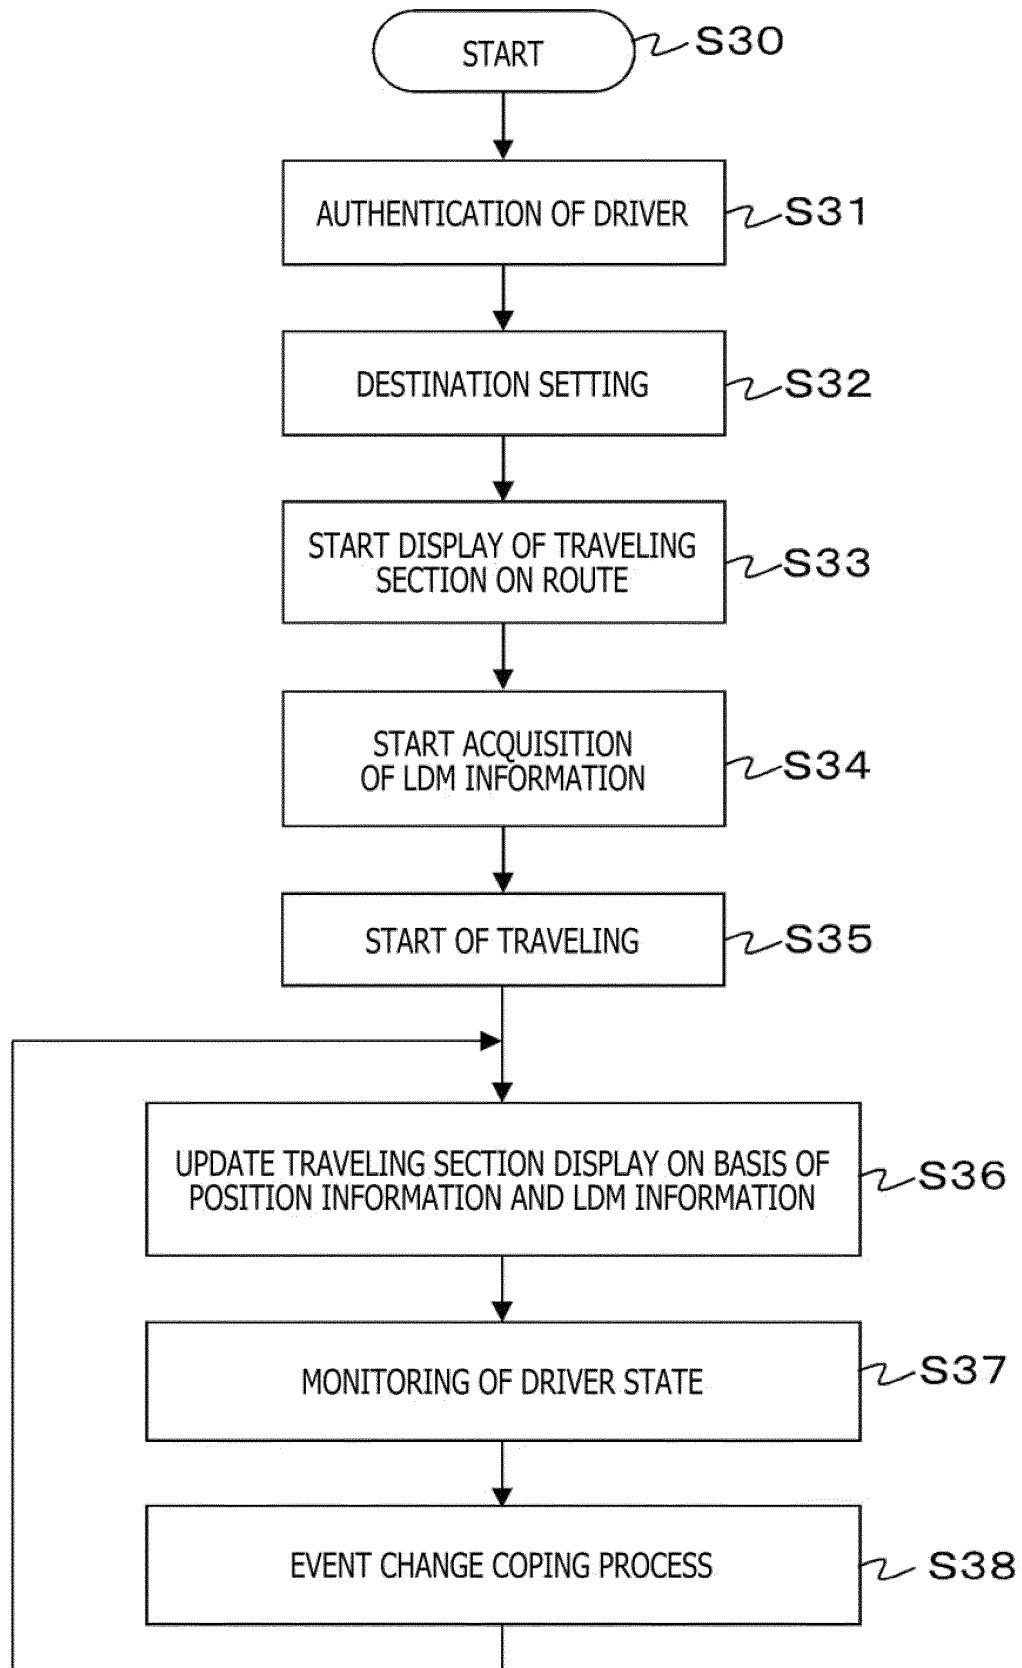 START
S30
AUTHENTICATION OF DRIVER
S31
DESTINATION SETTING
S32
START DISPLAY OF TRAVELING
SECTION ON ROUTE
S33
START ACQUISITION
OF LDM INFORMATION
S34
START OF TRAVELING
S35
UPDATE TRAVELING SECTION DISPLAY ON BASIS OF
POSITION INFORMATION AND LDM INFORMATION
S36
MONITORING OF DRIVER STATE
S37
EVENT CHANGE COPING PROCESS
S38